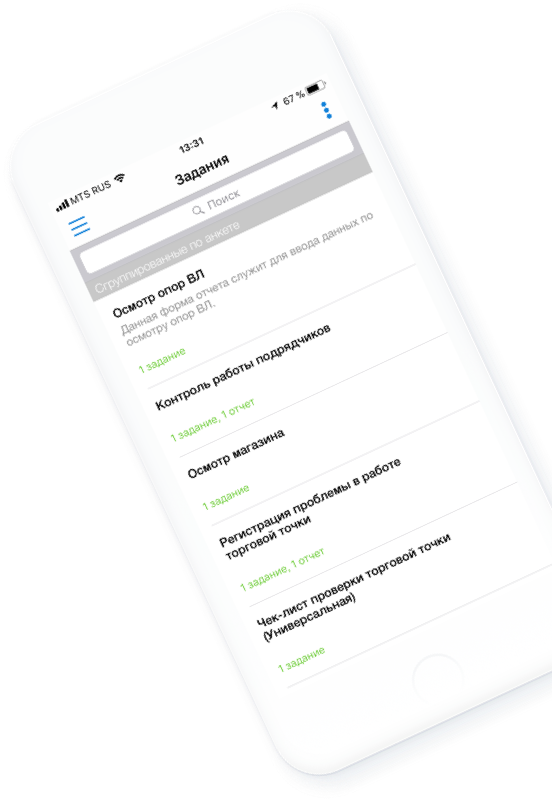 MTS RUS
13:31
67 %
Задания
Поиск
Сгруппированные по анкете
Осмотр опор ВЛ
Данная форма отчета служит для ввода данных по
осмотру опор ВЛ.
1 задание
Контроль работы подрядчиков
1 задание, 1 отчет
Осмотр магазина
1 задание
Регистрация проблемы в работе
торговой точки
1 задание, 1 отчет
Чек-лист проверки торговой точки
(Универсальная)
1 задание